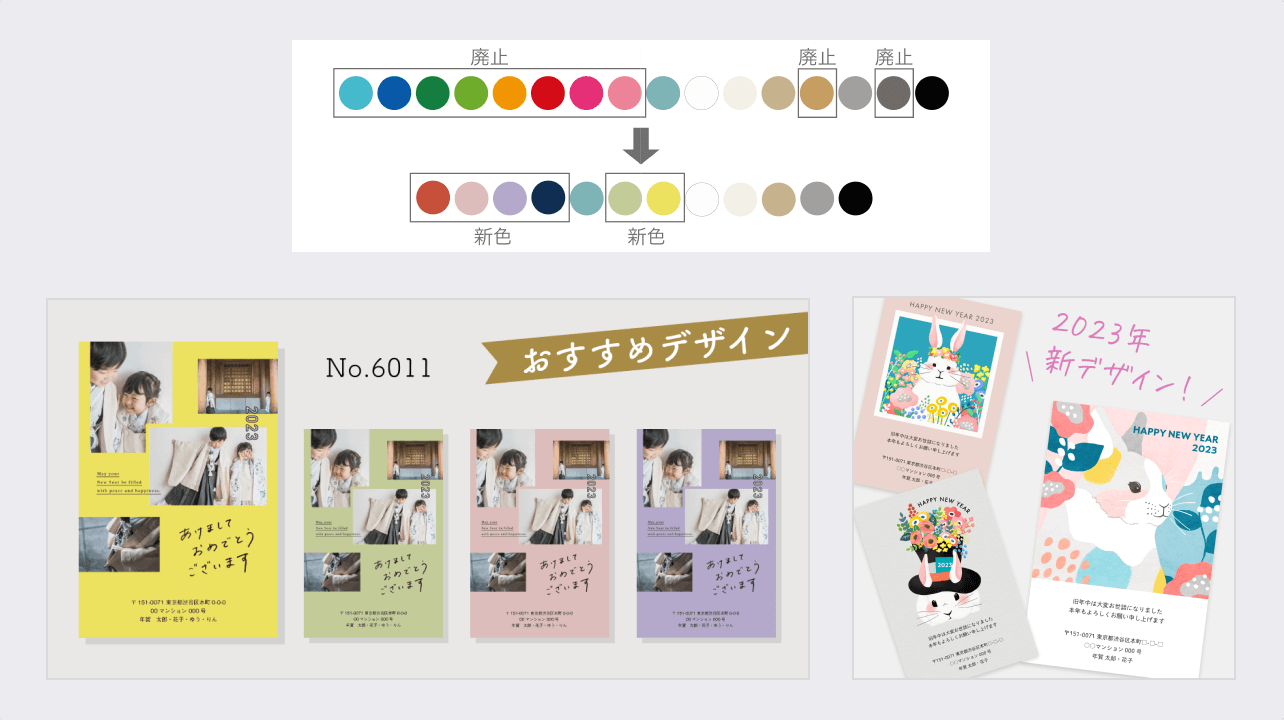 廃止
廃止
廃止
新色
新色
No.6011
おすすめデザイン
2023
May your
New Year be filled
with peace and happiness.
あけまして
おめでとう
ございます
〒151-0071 東京都渋谷区本町 0-0-0
00 マンション 000 号
年賀 太郎・花子・ゆう・りん
2023
May your
New Year be filled
with peace and happiness.
あけまして
おめでとう
ございます
〒151-0071 東京都渋谷区本町 0-0-0
00 マンション 000 号
年賀 太郎・花子・ゆう・りん
2023
May your
New Year be filled
with peace and happiness.
あけまして
おめでとう
ございます
〒151-0071 東京都渋谷区本町 0-0-0
00 マンション 000 号
年賀 太郎・花子・ゆう・りん
2023
May your
New Year be filled
with peace and happiness.
あけまして
おめでとう
ございます
〒151-0071 東京都渋谷区本町 0-0-0
00 マンション 000 号
年賀 太郎・花子・ゆう・りん
HAPPY NEW YEAR 2023
旧年中は大変お世話になりました
本年もよろしくお願い申し上げます
〒151-0071 東京都渋谷区本町□-□-□
〇〇マンション 000 号
年賀 太郎・花子
2023年
新デザイン!
HAPPY NEW YEAR
2023
旧年中は大変お世話になりました
本年もよろしくお願い申し上げます
〒151-0071 東京都渋谷区本町□-□-□
〇〇マンション 000 号
年賀 太郎・花子
HAPPY NEW YEAR
2023
旧年中は大変お世話になりました
本年もよろしくお願い申し上げます
〒151-0071 東京都渋谷区本町□-□-□
〇〇マンション 000 号
年賀 太郎・花子